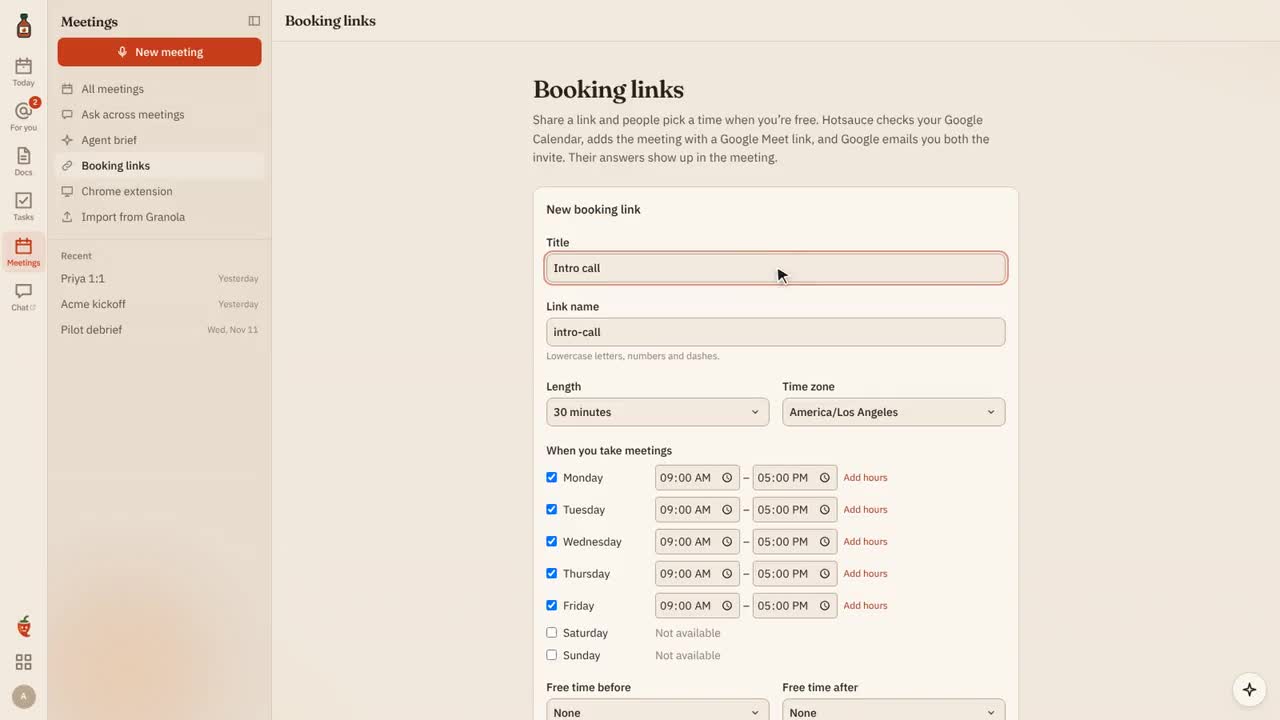 Today
2
For you
Docs
Tasks
Meetings
Chat
A
Meetings
New meeting
All meetings
Ask across meetings
Agent brief
Booking links
Chrome extension
Import from Granola
Recent
Priya 1:1 Yesterday
Acme kickoff Yesterday
Pilot debrief Wed, Nov 11
Booking links
Booking links
Share a link and people pick a time when you're free. Hotsauce checks your Google
Calendar, adds the meeting with a Google Meet link, and Google emails you both the
invite. Their answers show up in the meeting.
New booking link
Title
Intro call
Link name
intro-call
Lowercase letters, numbers and dashes.
Length Time zone
30 minutes America/Los Angeles
When you take meetings
Monday 09:00 AM – 05:00 PM Add hours
Tuesday 09:00 AM – 05:00 PM Add hours
Wednesday 09:00 AM – 05:00 PM Add hours
Thursday 09:00 AM – 05:00 PM Add hours
Friday 09:00 AM – 05:00 PM Add hours
Saturday Not available
Sunday Not available
Free time before Free time after
None None